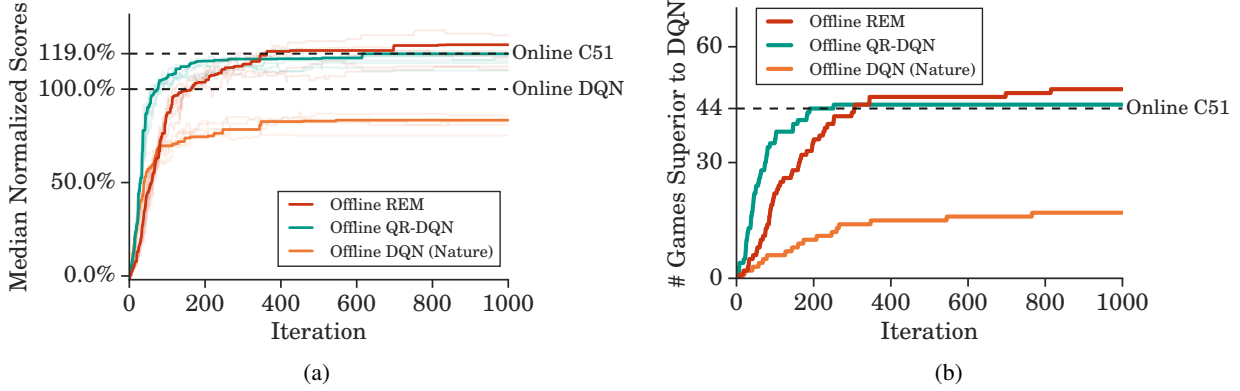 Median Normalized Scores
119.0%
100.0%
50.0%
0.0%
Online C51
Online DQN
Offline REM
Offline QR-DQN
Offline DQN (Nature)
0 200 400 600 800 1000
Iteration
(a)
# Games Superior to DQN
60
44
30
0
Offline REM
Offline QR-DQN
Offline DQN (Nature)
Online C51
0 200 400 600 800 1000
Iteration
(b)